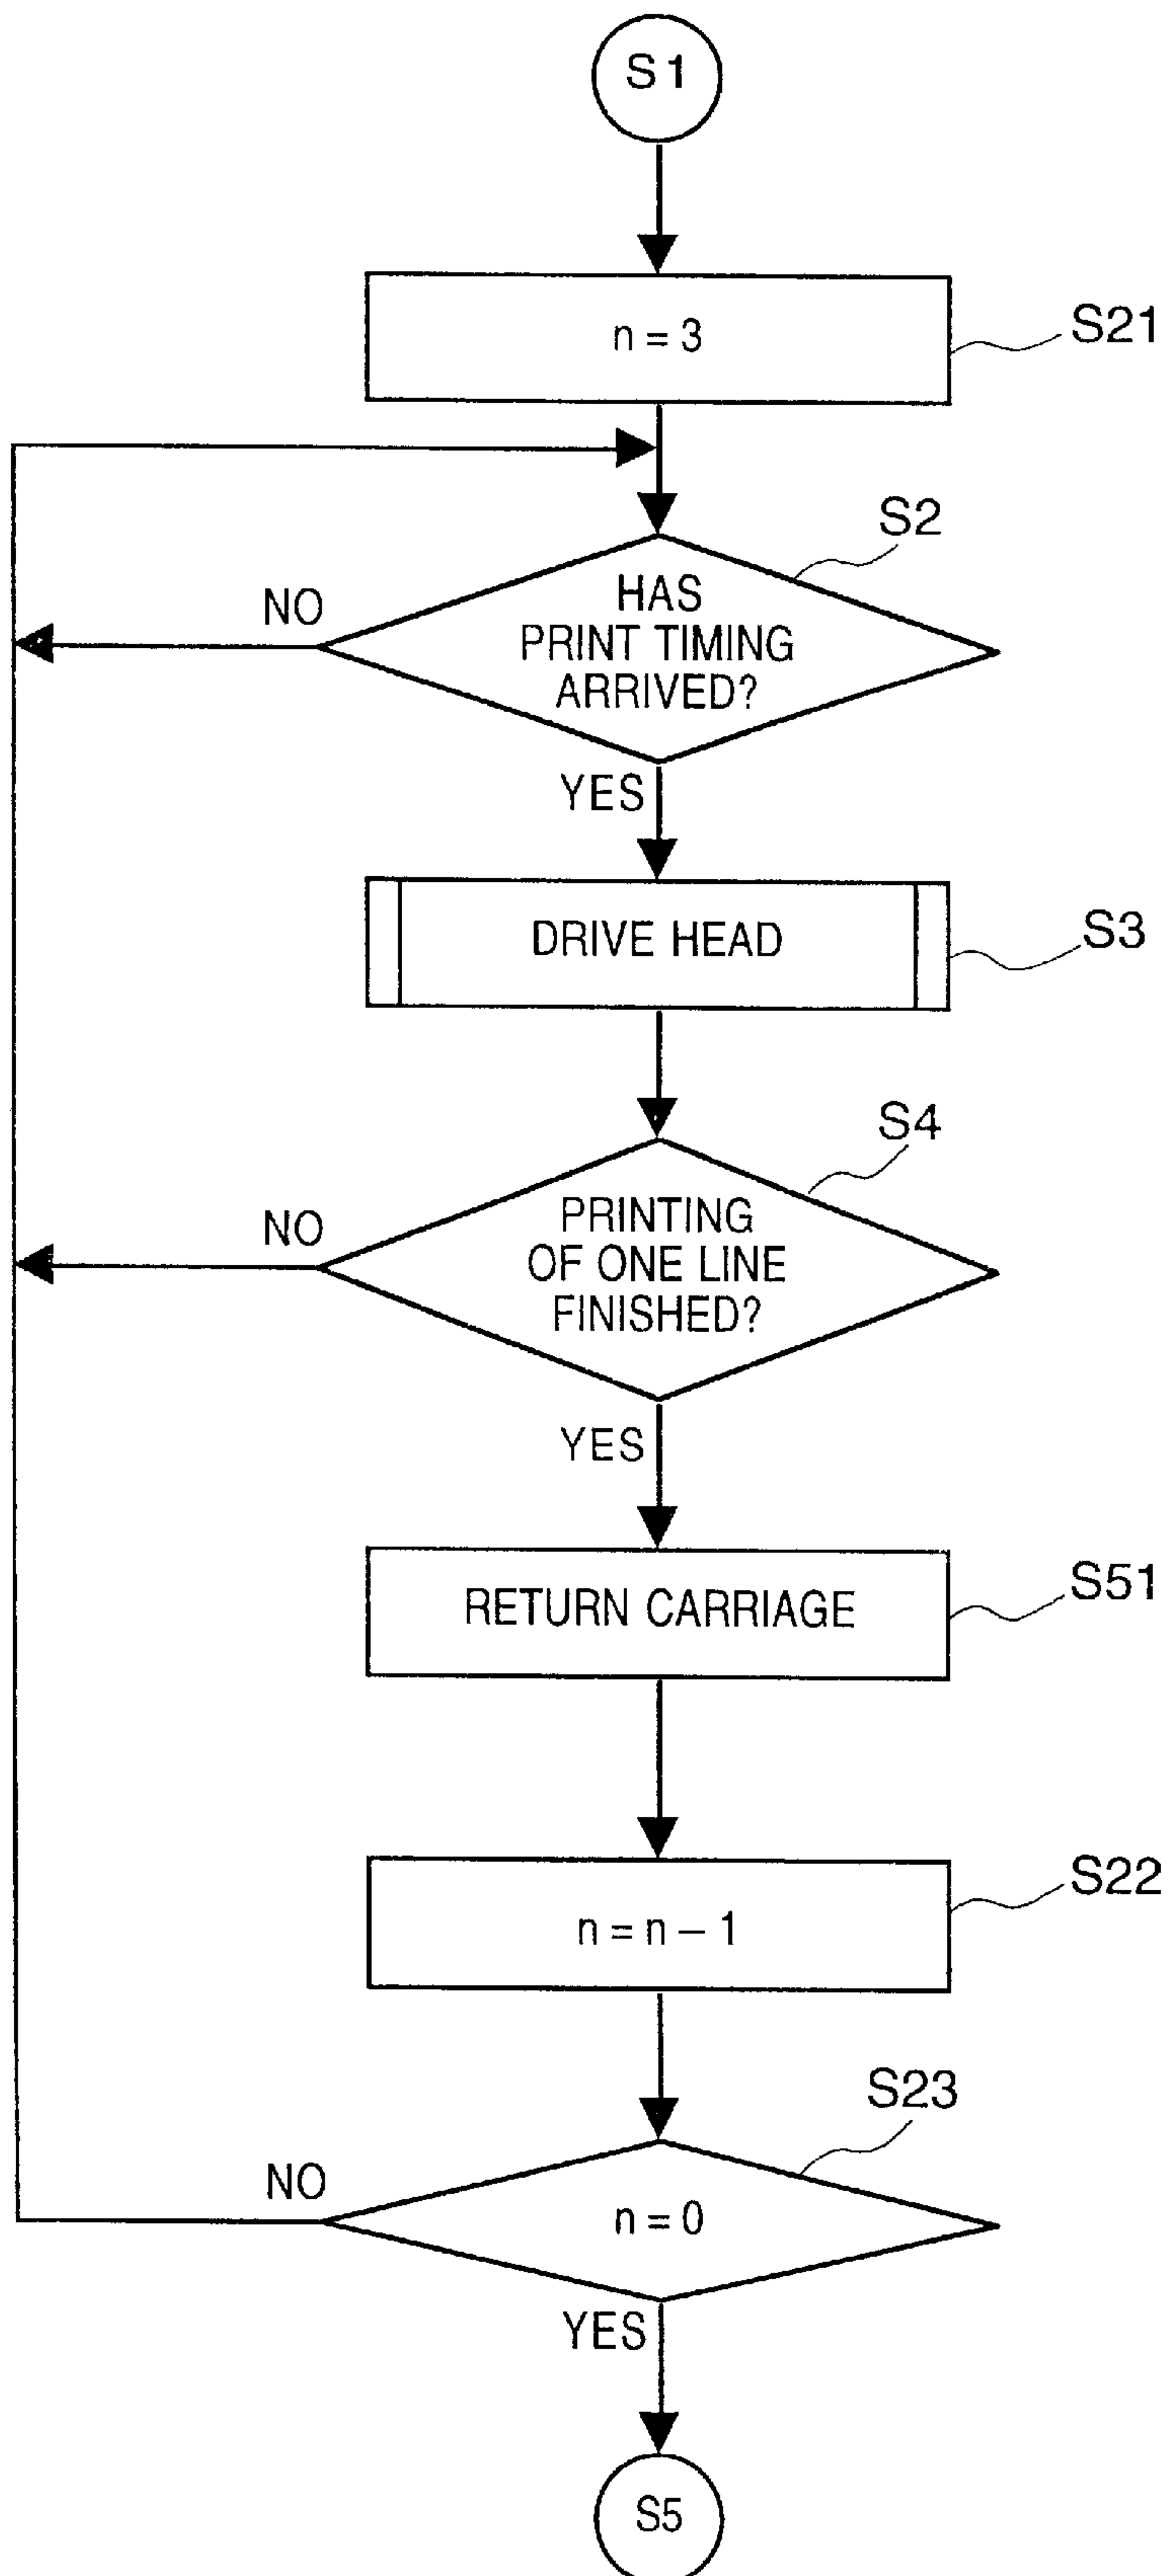 S1
n = 3
S21
S2
HAS
PRINT TIMING
ARRIVED?
NO
YES
DRIVE HEAD
S3
S4
PRINTING
OF ONE LINE
FINISHED?
NO
YES
RETURN CARRIAGE
S51
n = n – 1
S22
S23
n = 0
NO
YES
S5